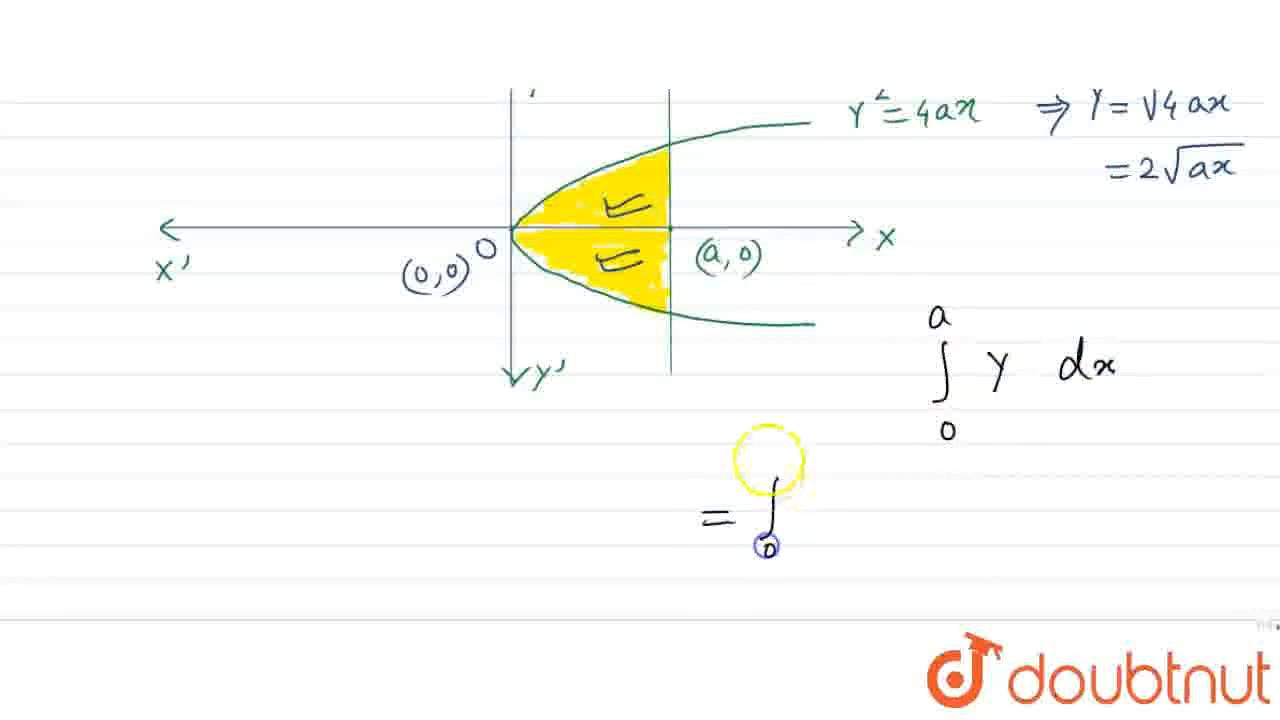 Y² = 4ax ⇒ Y = √4ax
= 2√ax
X' (0,0) O (a,0) X
Y'
a
∫ Y dx
0
= ∫
0
doubtnut